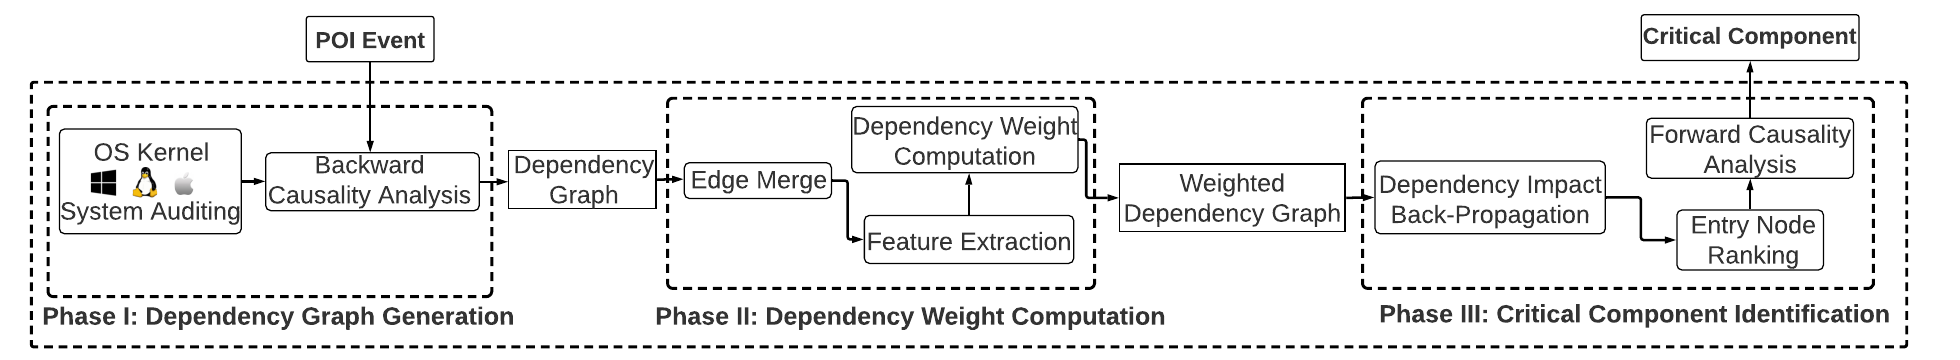 POI Event
Critical Component
OS Kernel
System Auditing
Backward
Causality Analysis
Dependency
Graph
Edge Merge
Dependency Weight
Computation
Feature Extraction
Weighted
Dependency Graph
Dependency Impact
Back-Propagation
Forward Causality
Analysis
Entry Node
Ranking
Phase I: Dependency Graph Generation
Phase II: Dependency Weight Computation
Phase III: Critical Component Identification